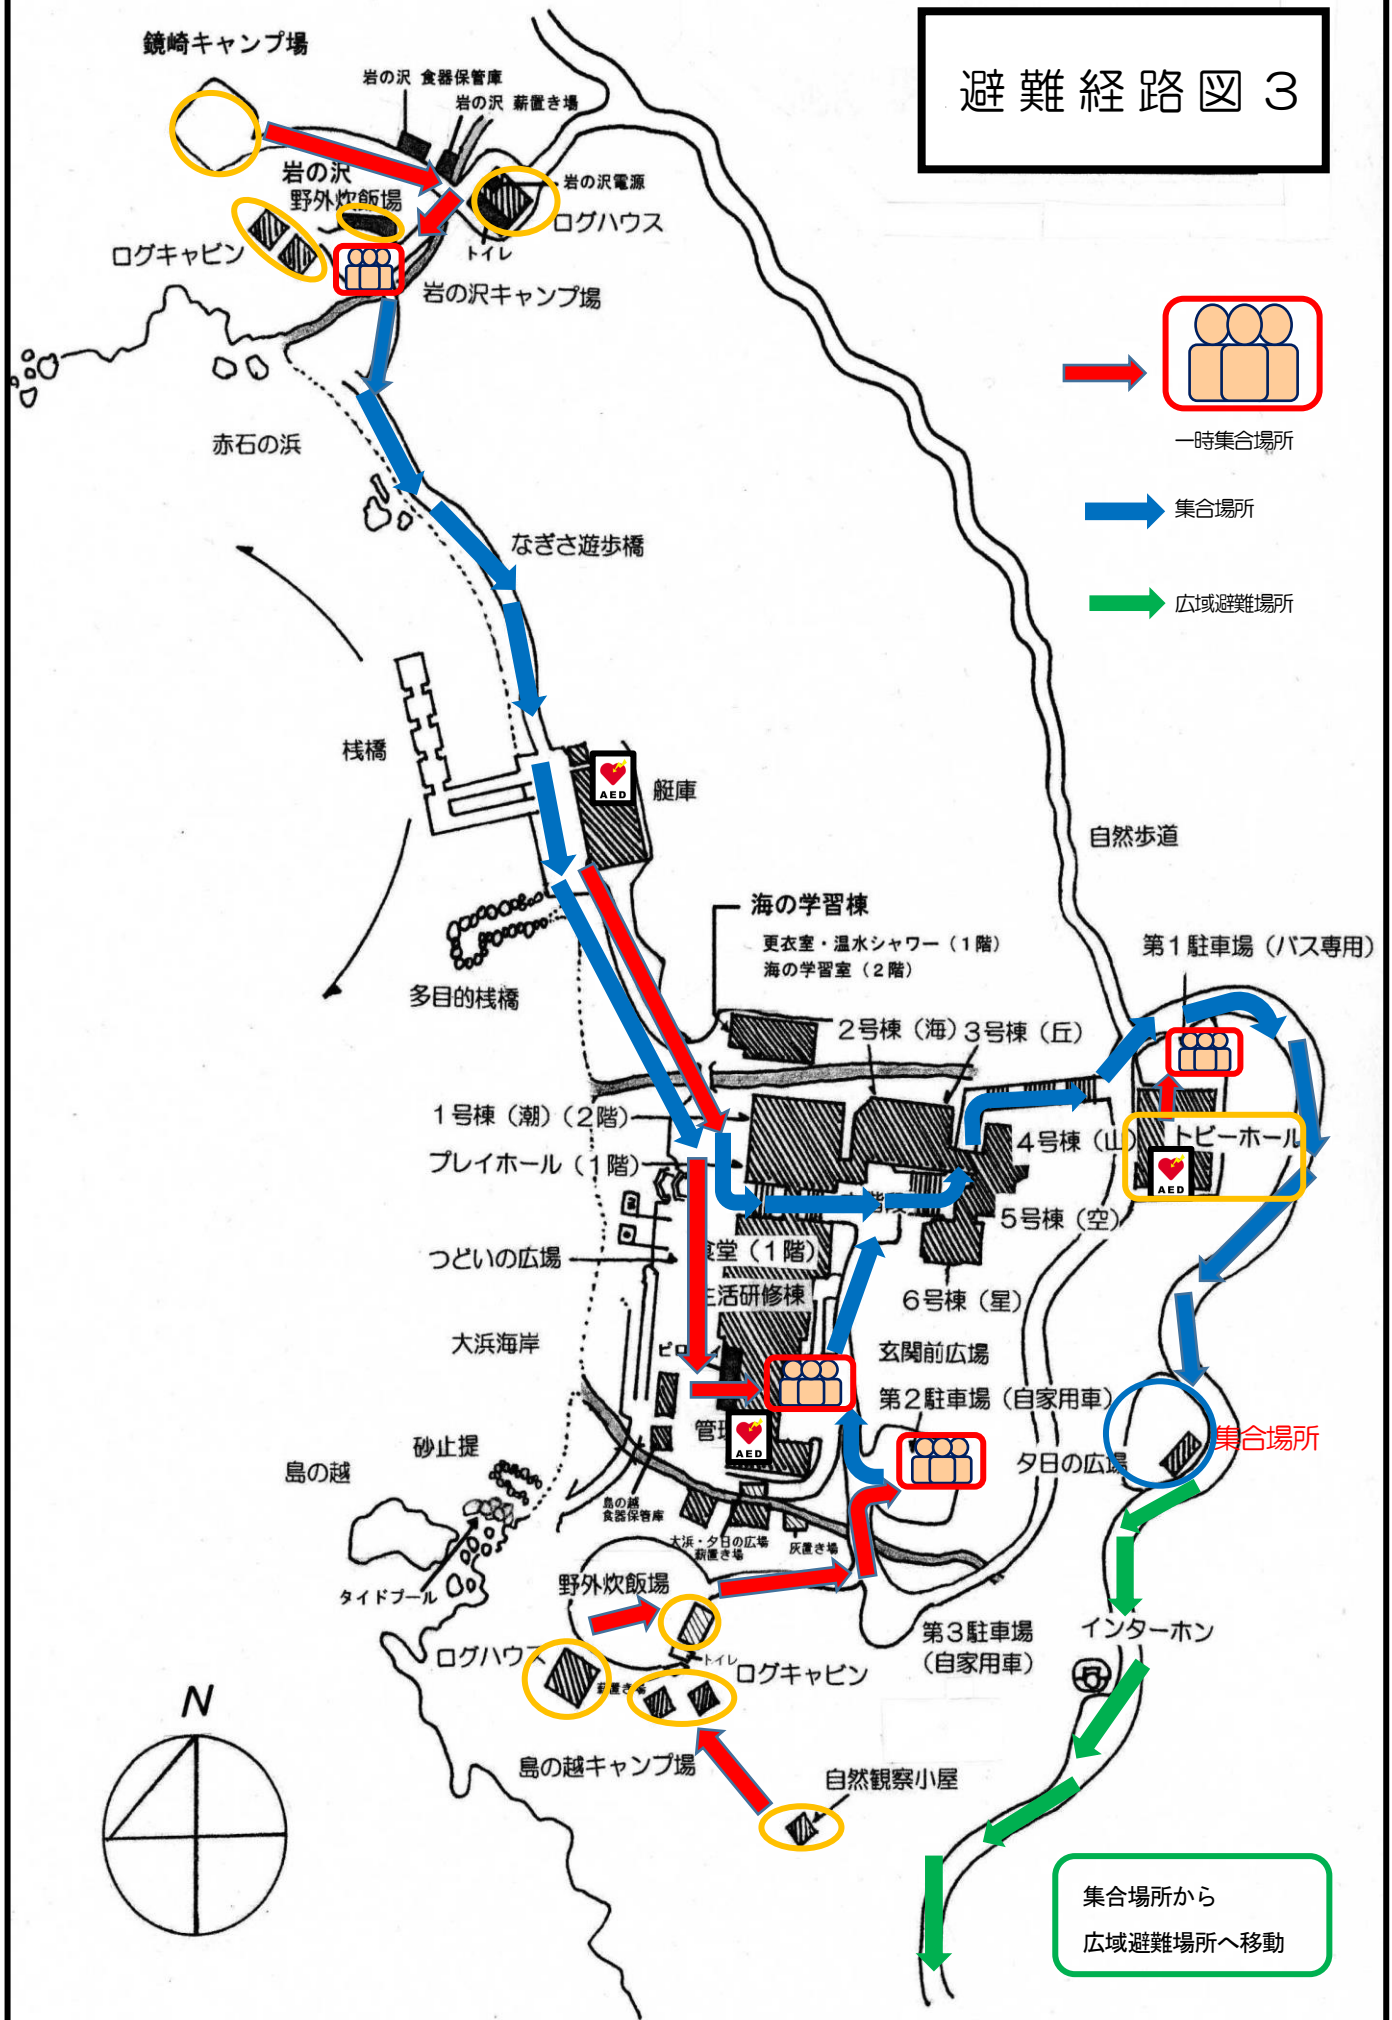 避難経路図３
鏡崎キャンプ場
岩の沢 食器保管庫
岩の沢 薪置き場
岩の沢
野外炊飯場
岩の沢電源
ログハウス
トイレ
ログキャビン
岩の沢キャンプ場
一時集合場所
赤石の浜
集合場所
なぎさ遊歩橋
広域避難場所
桟橋
AED
艇庫
自然歩道
海の学習棟
更衣室・温水シャワー（１階）
海の学習室（２階）
第１駐車場（バス専用）
多目的桟橋
２号棟（海）
３号棟（丘）
１号棟（潮）（２階）
４号棟（山）
トビーホール
プレイホール（１階）
AED
階段
５号棟（空）
つどいの広場
食堂（１階）
生活研修棟
６号棟（星）
大浜海岸
ピロ
玄関前広場
第２駐車場（自家用車）
管理
AED
集合場所
砂止提
夕日の広場
島の越
島の越
食器保管庫
大浜・夕日の広場
薪置き場
灰置き場
タイドプール
野外炊飯場
第３駐車場
（自家用車）
インターホン
ログハウス
トイレ
ログキャビン
薪置き場
N
島の越キャンプ場
自然観察小屋
集合場所から
広域避難場所へ移動